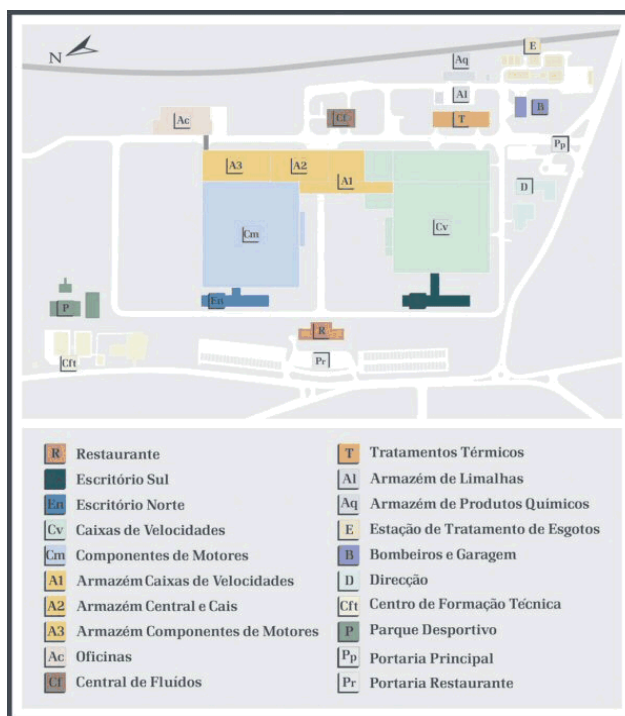 N
E
Aq
Al
Ac
Cf
T
B
Pp
A3
A2
A1
D
Cm
Cv
En
P
R
Cft
Pr
R Restaurante
Escritório Sul
En Escritório Norte
Cv Caixas de Velocidades
Cm Componentes de Motores
A1 Armazém Caixas de Velocidades
A2 Armazém Central e Cais
A3 Armazém Componentes de Motores
Ac Oficinas
Cf Central de Fluídos
T Tratamentos Térmicos
Al Armazém de Limalhas
Aq Armazém de Produtos Quimicos
E Estação de Tratamento de Esgotos
B Bombeiros e Garagem
D Direcção
Cft Centro de Formação Técnica
P Parque Desportivo
Pp Portaria Principal
Pr Portaria Restaurante